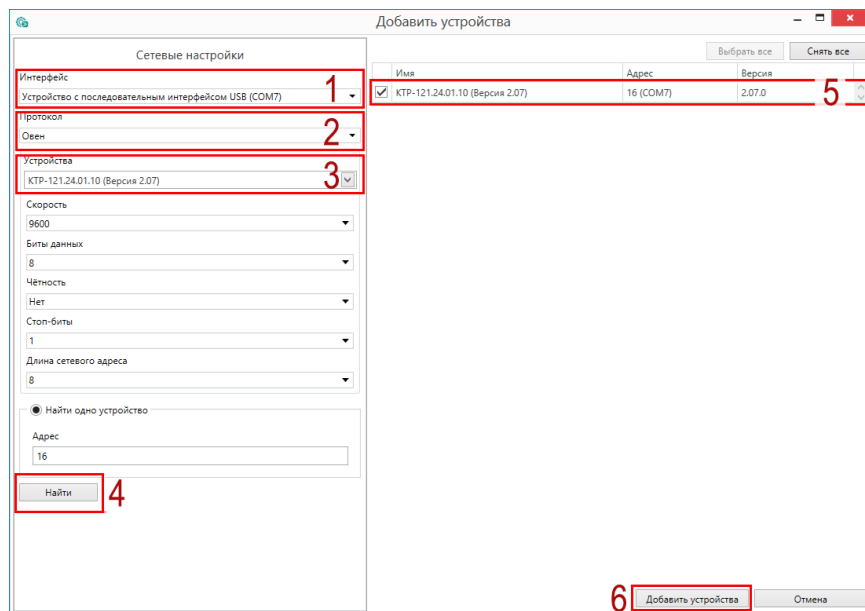 Добавить устройства
Сетевые настройки
Интерфейс
Устройство с последовательным интерфейсом USB (COM7)
1
Протокол
Овен
2
Устройства
КТР-121.24.01.10 (Версия 2.07)
3
Скорость
9600
Биты данных
8
Чётность
Нет
Стоп-биты
1
Длина сетевого адреса
8
Найти одно устройство
Адрес
16
Найти
4
Выбрать все Снять все
Имя Адрес Версия
КТР-121.24.01.10 (Версия 2.07) 16 (COM7) 2.07.0
5
6
Добавить устройства Отмена